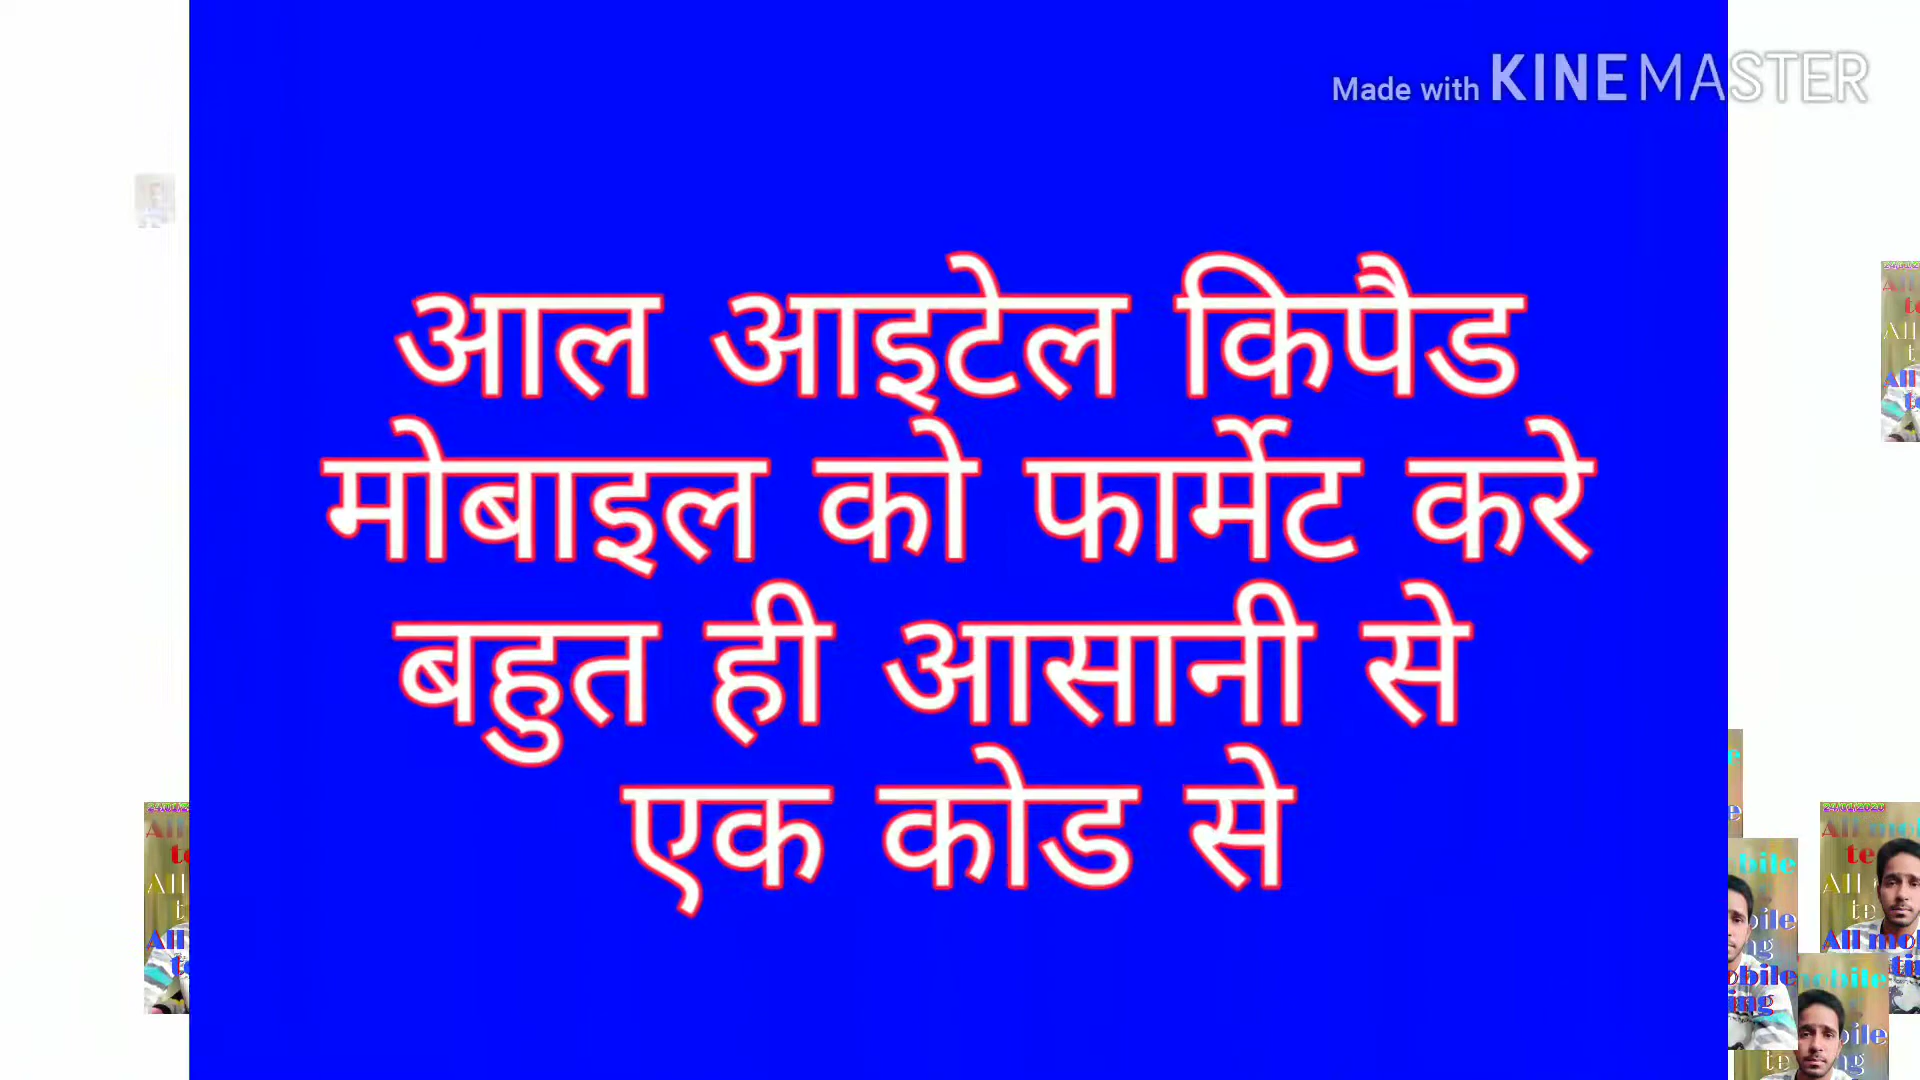 Made with KINEMASTER
आल आइटेल किपैड
मोबाइल को फार्मेट करे
बहुत ही आसानी से
एक कोड से